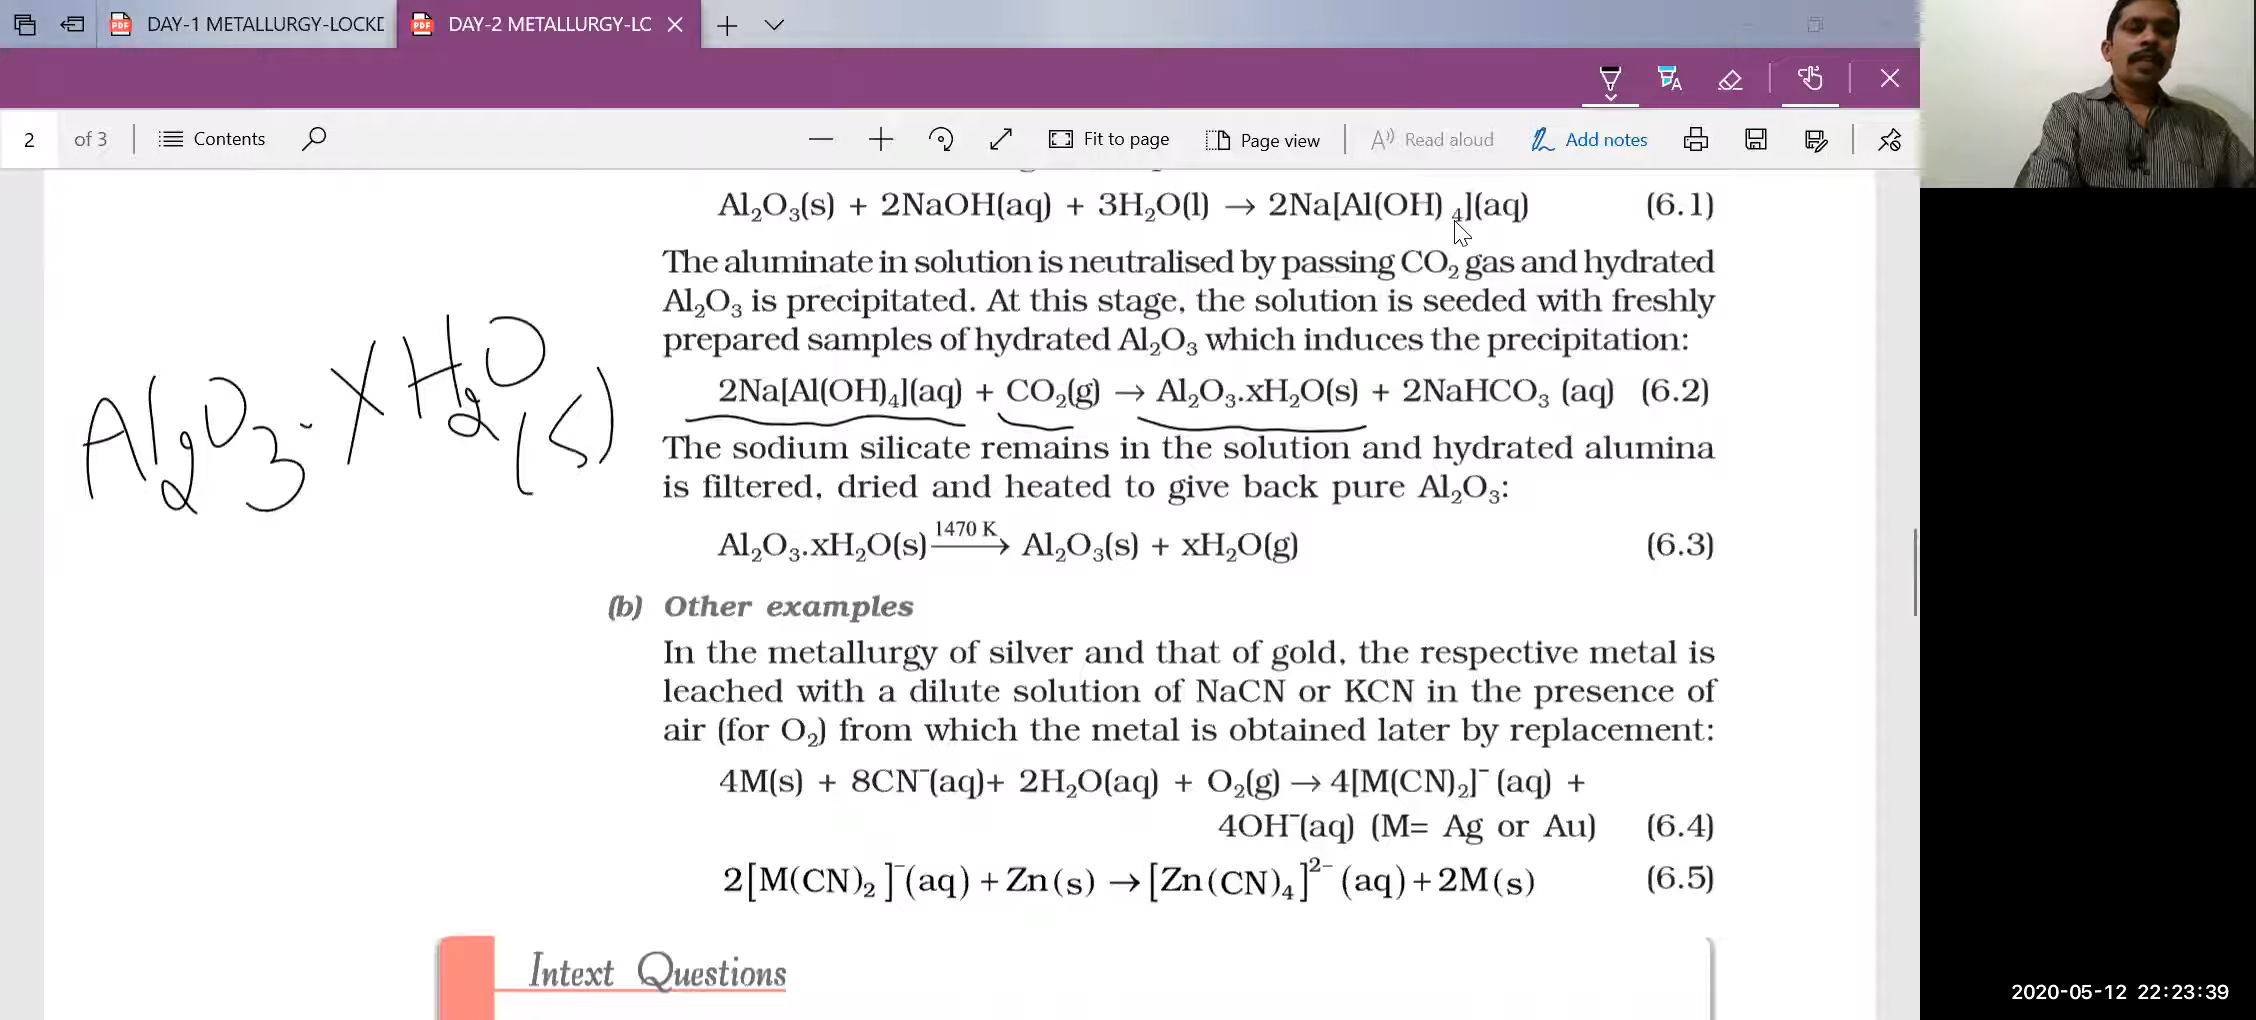 DAY-1 METALLURGY-LOCKE
DAY-2 METALLURGY-LC
2 of 3 Contents Fit to page Page view Read aloud Add notes
Al₂O₃(s) + 2NaOH(aq) + 3H₂O(l) → 2Na[Al(OH) ₄](aq) (6.1)
The aluminate in solution is neutralised by passing CO₂ gas and hydrated
Al₂O₃ is precipitated. At this stage, the solution is seeded with freshly
prepared samples of hydrated Al₂O₃ which induces the precipitation:
2Na[Al(OH)₄](aq) + CO₂(g) → Al₂O₃.xH₂O(s) + 2NaHCO₃ (aq) (6.2)
Al₂O₃.XH₂O(s)
The sodium silicate remains in the solution and hydrated alumina
is filtered, dried and heated to give back pure Al₂O₃:
Al₂O₃.xH₂O(s) —1470 K→ Al₂O₃(s) + xH₂O(g) (6.3)
(b) Other examples
In the metallurgy of silver and that of gold, the respective metal is
leached with a dilute solution of NaCN or KCN in the presence of
air (for O₂) from which the metal is obtained later by replacement:
4M(s) + 8CN⁻(aq)+ 2H₂O(aq) + O₂(g) → 4[M(CN)₂]⁻ (aq) +
4OH⁻(aq) (M= Ag or Au) (6.4)
2[M(CN)₂]⁻(aq) + Zn(s) → [Zn(CN)₄]²⁻ (aq) + 2M(s) (6.5)
Intext Questions
2020-05-12 22:23:39